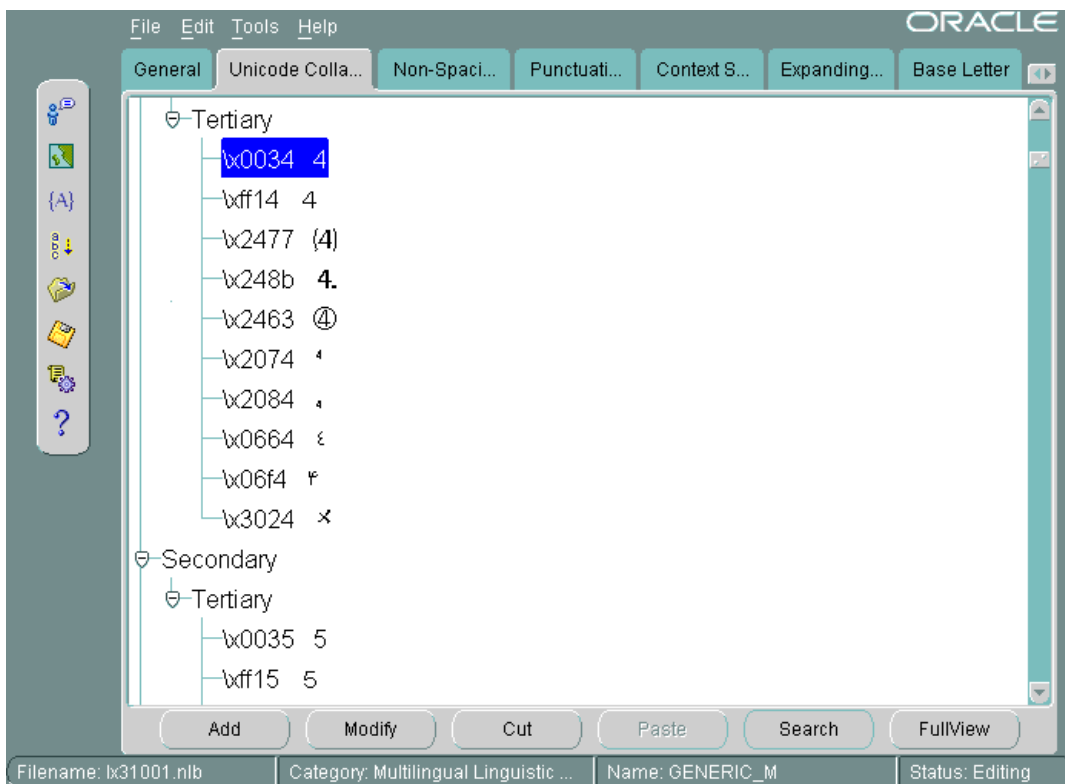 File Edit Tools Help ORACLE
General Unicode Colla... Non-Spaci... Punctuati... Context S... Expanding... Base Letter
Tertiary
\x0034 4
\xff14 4
\x2477 (4)
\x248b 4.
\x2463 ④
\x2074 ⁴
\x2084 ₄
\x0664 ٤
\x06f4 ۴
\x3024 〤
Secondary
Tertiary
\x0035 5
\xff15 5
{A}
a
b
c
?
Add Modify Cut Paste Search FullView
Filename: lx31001.nlb Category: Multilingual Linguistic ... Name: GENERIC_M Status: Editing